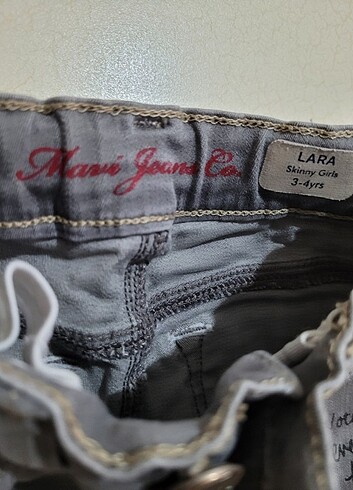 Mavi Jeans Co.
LARA
Skinny Girls
3-4yrs